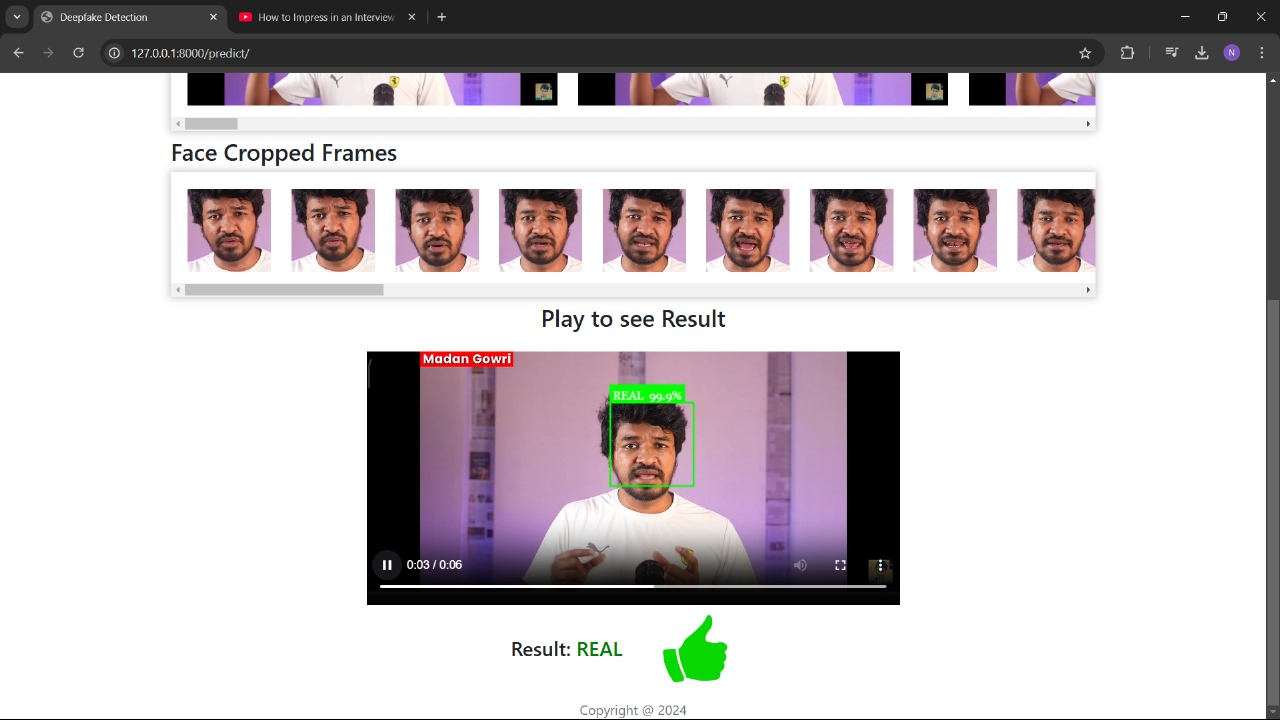 Deepfake Detection
How to Impress in an Interview
127.0.0.1:8000/predict/
N
Face Cropped Frames
Play to see Result
Madan Gowri
REAL 99.9%
0:03 / 0:06
Result: REAL
Copyright @ 2024